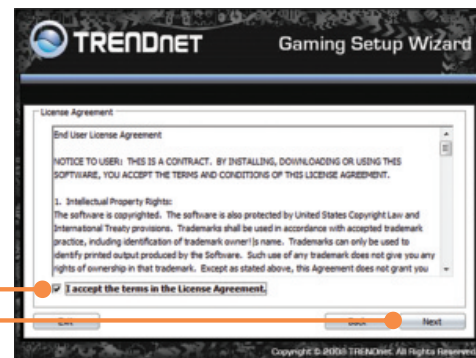 TRENDNET
Gaming Setup Wizard
License Agreement
End User License Agreement
NOTICE TO USER: THIS IS A CONTRACT. BY INSTALLING, DOWNLOADING OR USING THIS
SOFTWARE, YOU ACCEPT THE TERMS AND CONDITIONS OF THIS LICENSE AGREEMENT.
1. Intellectual Property Rights:
The software is copyrighted. The software is also protected by United States Copyright Law and
International Treaty provisions. Trademarks shall be used in accordance with accepted trademark
practice, including identification of trademark owner!|s name. Trademarks can only be used to
identify printed output produced by the Software. Such use of any trademark does not give you any
rights of ownership in that trademark. Except as stated above, this Agreement does not grant you
I accept the terms in the License Agreement.
Exit
Back
Next
Copyright © TRENDnet. All Rights Reserved